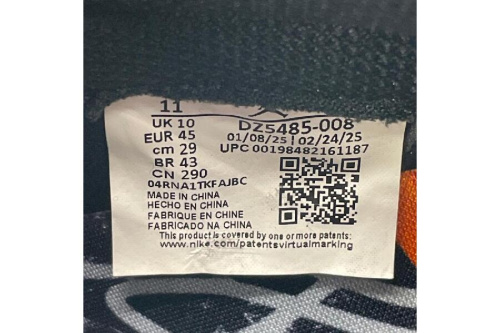 11
UK 10
EUR 45
cm 29
BR 43
CN 290
04RNA1TKFAJBC
DZ5485-008
01/08/25 | 02/24/25
UPC 00198482161187
MADE IN CHINA
HECHO EN CHINA
FABRIQUE EN CHINE
FABRICADO NA CHINA
This product is covered by one or more patents:
www.nike.com/patentsvirtualmarking